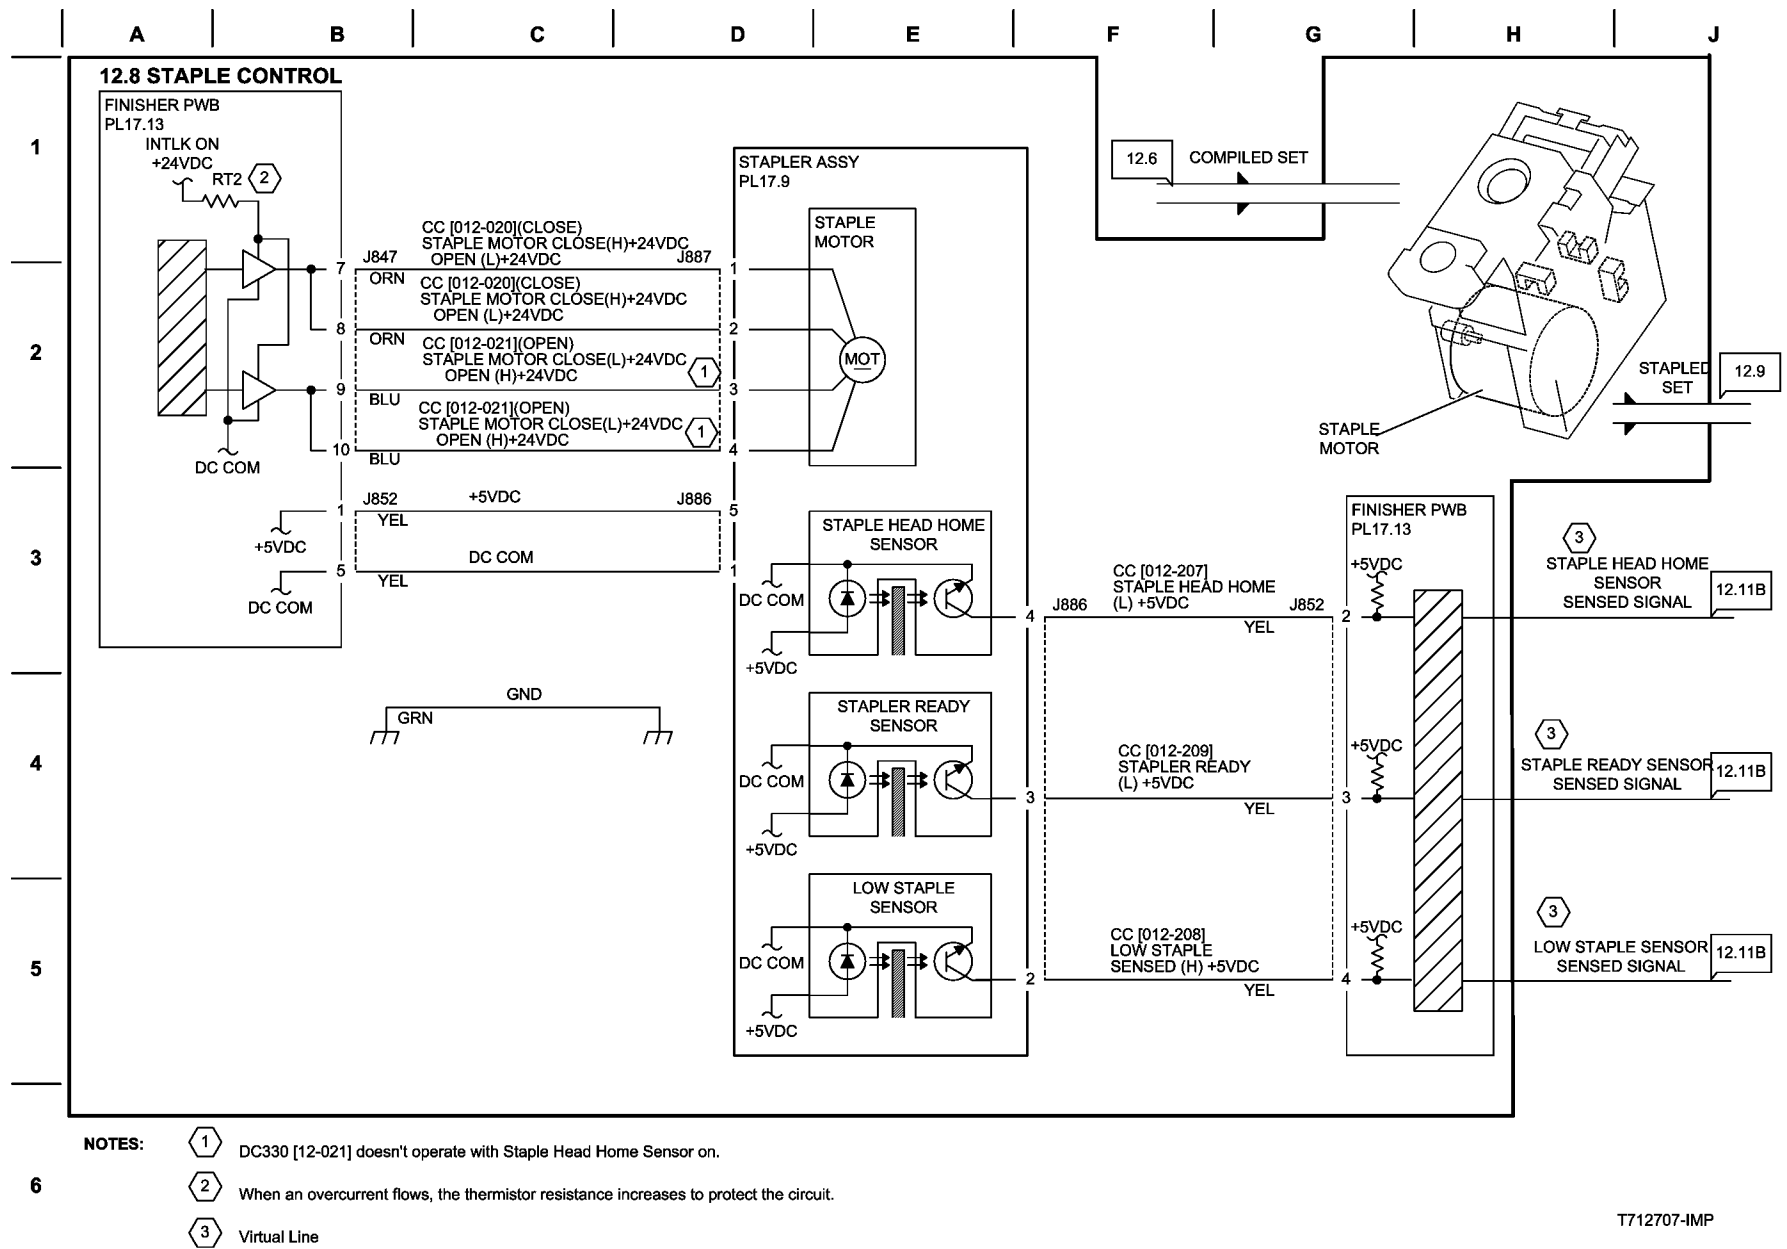 A B C D E F G H J
12.8 STAPLE CONTROL
FINISHER PWB
PL17.13
INTLK ON
+24VDC
RT2
2
1
STAPLER ASSY
PL17.9
STAPLE
MOTOR
12.6
COMPILED SET
CC [012-020](CLOSE)
STAPLE MOTOR CLOSE(H)+24VDC
OPEN (L)+24VDC
J847
J887
7
ORN
1
CC [012-020](CLOSE)
STAPLE MOTOR CLOSE(H)+24VDC
OPEN (L)+24VDC
8
ORN
2
2
CC [012-021](OPEN)
STAPLE MOTOR CLOSE(L)+24VDC
OPEN (H)+24VDC
1
MOT
9
BLU
3
CC [012-021](OPEN)
STAPLE MOTOR CLOSE(L)+24VDC
OPEN (H)+24VDC
1
10
BLU
4
DC COM
STAPLED
SET
12.9
STAPLE
MOTOR
3
J852
+5VDC
J886
1
YEL
5
+5VDC
DC COM
5
YEL
1
DC COM
STAPLE HEAD HOME
SENSOR
DC COM
+5VDC
4
J886
CC [012-207]
STAPLE HEAD HOME
(L) +5VDC
J852
YEL
2
FINISHER PWB
PL17.13
+5VDC
3
STAPLE HEAD HOME
SENSOR
SENSED SIGNAL
12.11B
4
GND
GRN
STAPLER READY
SENSOR
DC COM
+5VDC
3
CC [012-209]
STAPLER READY
(L) +5VDC
YEL
3
+5VDC
3
STAPLE READY SENSOR
SENSED SIGNAL
12.11B
5
LOW STAPLE
SENSOR
DC COM
+5VDC
2
CC [012-208]
LOW STAPLE
SENSED (H) +5VDC
YEL
4
+5VDC
3
LOW STAPLE SENSOR
SENSED SIGNAL
12.11B
6
NOTES:
1 DC330 [12-021] doesn't operate with Staple Head Home Sensor on.
2 When an overcurrent flows, the thermistor resistance increases to protect the circuit.
3 Virtual Line
T712707-IMP